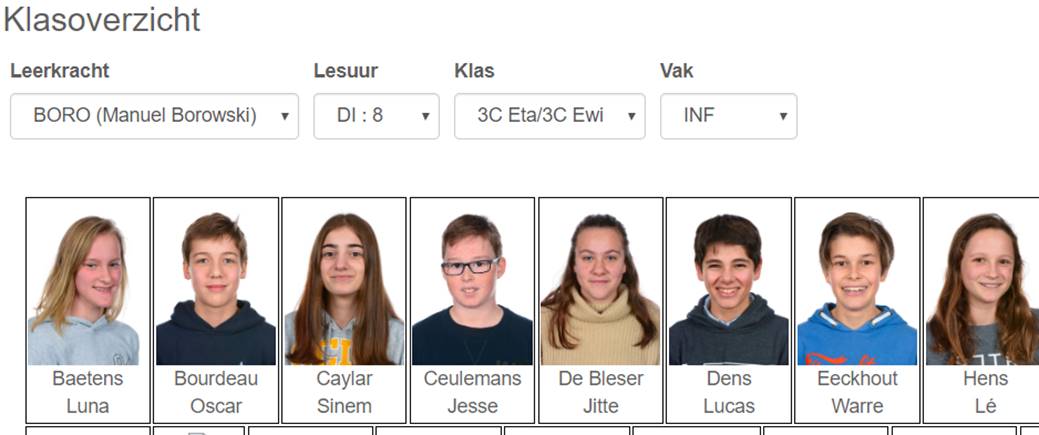 Klasoverzicht
Leerkracht Lesuur Klas Vak
BORO (Manuel Borowski) DI : 8 3C Eta/3C Ewi INF
Baetens Bourdeau Caylar Ceulemans De Bleser Dens Eeckhout Hens
Luna Oscar Sinem Jesse Jitte Lucas Warre Lé